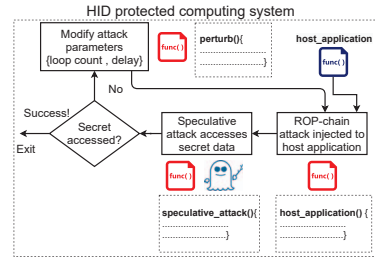 HID protected computing system
Modify attack
parameters
{loop count , delay}
func( )
perturb(){
.....................}
host_application
func( )
No
Success!
Exit
Secret
accessed?
Speculative
attack accesses
secret data
ROP-chain
attack injected to
host application
func( )
func( )
speculative_attack(){
.....................}
host_application() {
.....................}